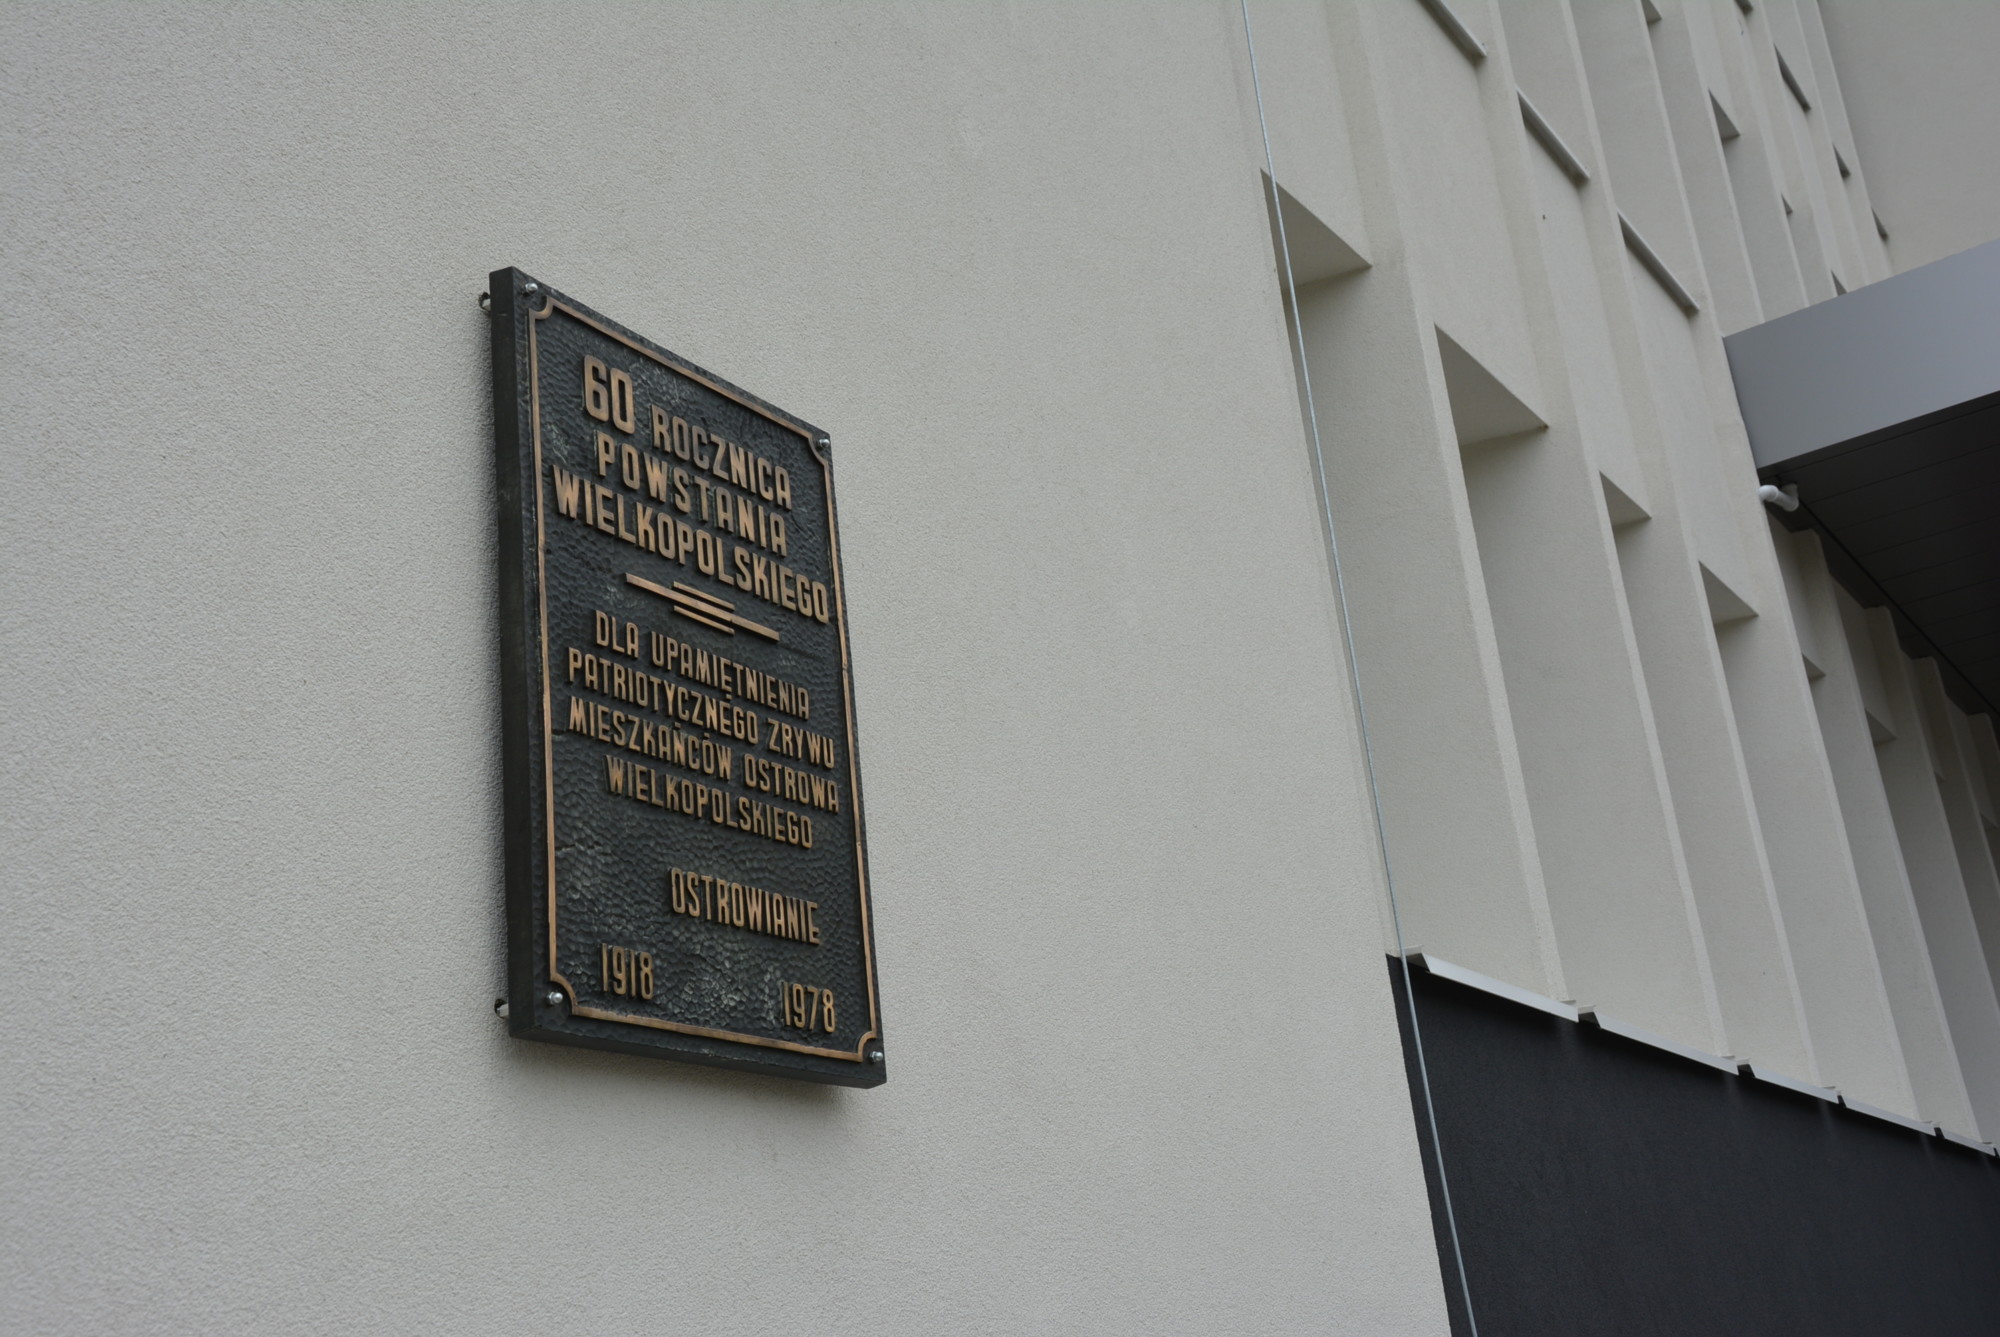 60 ROCZNICA
POWSTANIA
WIELKOPOLSKIEGO
DLA UPAMIĘTNIENIA
PATRIOTYCZNEGO ZRYWU
MIESZKAŃCÓW OSTROWA
WIELKOPOLSKIEGO
OSTROWIANIE
1918 1978